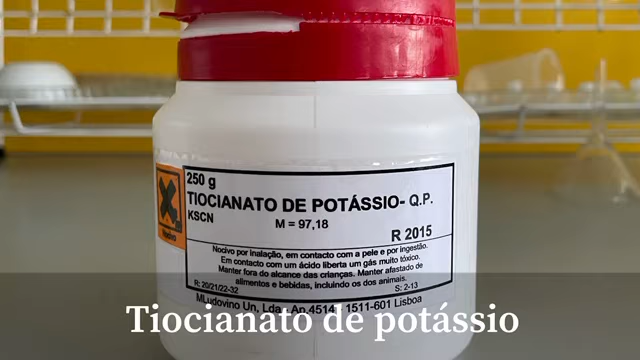 250 g
TIOCIANATO DE POTÁSSIO- Q.P.
KSCN
M = 97,18
R 2015
Nocivo por inalação, em contacto com a pele e por ingestão.
Em contacto com um ácido liberta um gás muito tóxico.
Manter fora do alcance das crianças. Manter afastado de
alimentos e bebidas, incluindo os dos animais.
R: 20/21/22-32 S: 2-13
Nocivo
MLudovino Un, Lda- Ap.4514 - 1511-601 Lisboa
Tiocianato de potássio